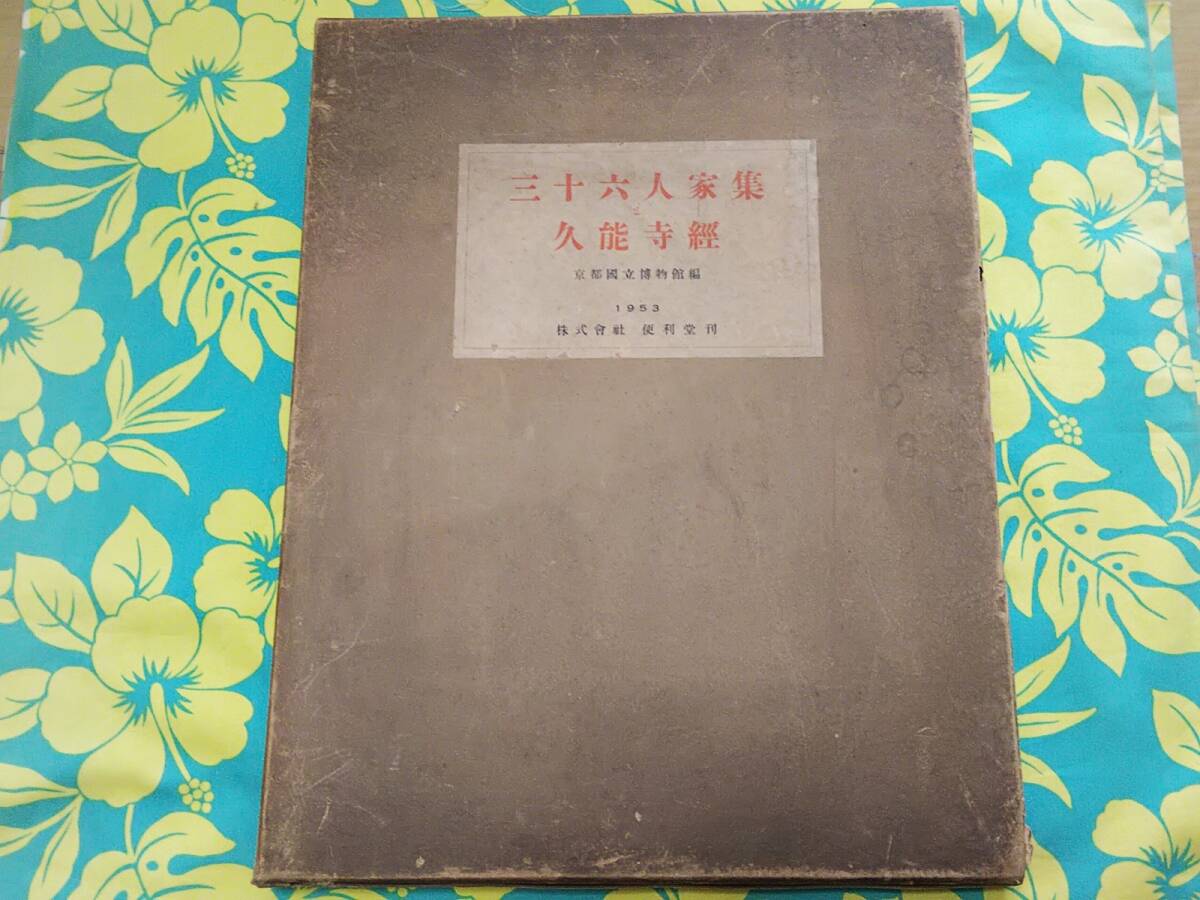 三十六人家集
と
久能寺經
京都國立博物館編
1953
株式會社 便利堂刊